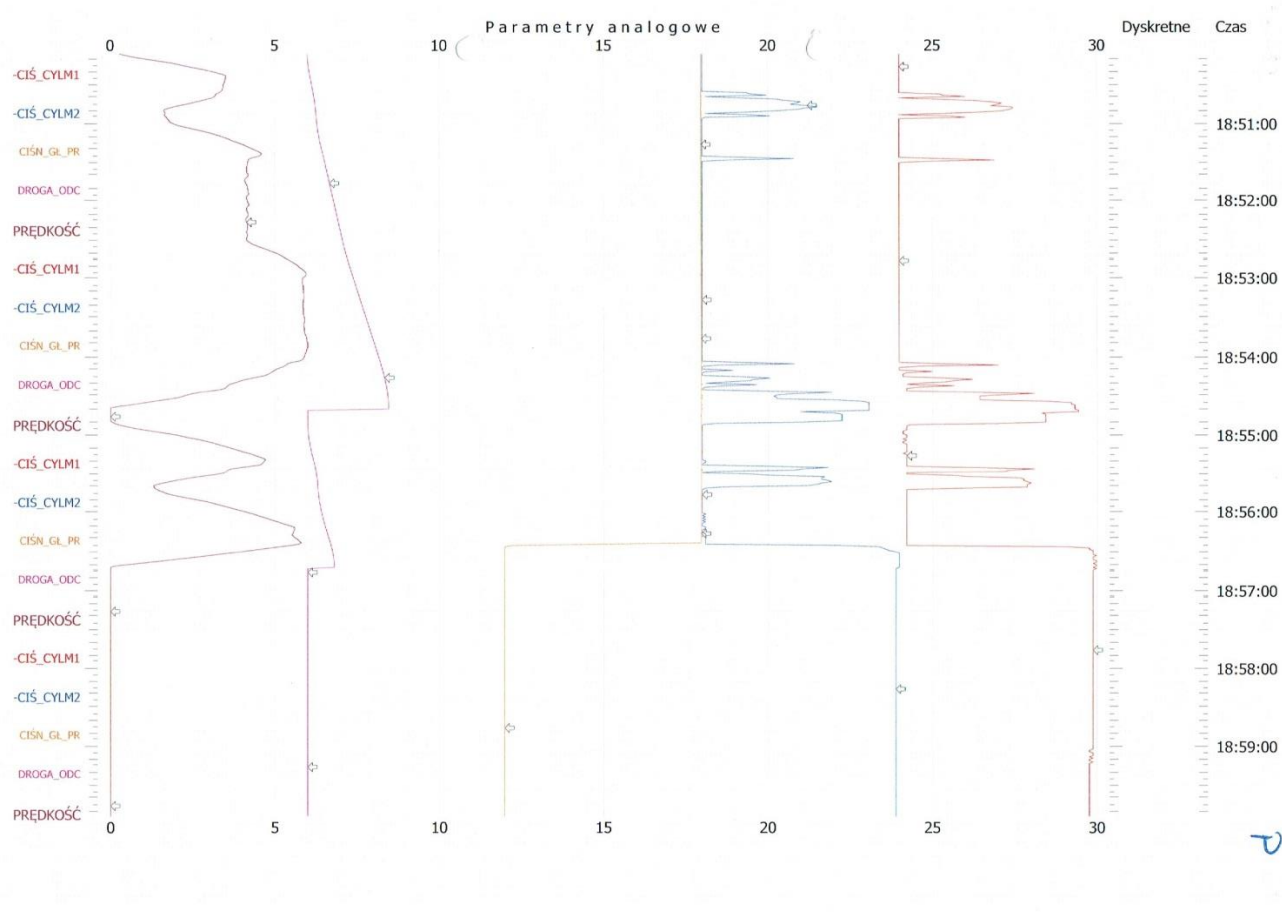 Parametry analogowe
Dyskretne Czas
0 5 10 15 20 25 30
-CIŚ_CYLM1
-CIŚ_CYLM2
18:51:00
CIŚN_GŁ_PR
DROGA_ODC
18:52:00
PRĘDKOŚĆ
-CIŚ_CYLM1
18:53:00
-CIŚ_CYLM2
CIŚN_GŁ_PR
18:54:00
DROGA_ODC
PRĘDKOŚĆ
18:55:00
-CIŚ_CYLM1
-CIŚ_CYLM2
18:56:00
CIŚN_GŁ_PR
DROGA_ODC
18:57:00
PRĘDKOŚĆ
-CIŚ_CYLM1
18:58:00
-CIŚ_CYLM2
CIŚN_GŁ_PR
18:59:00
DROGA_ODC
PRĘDKOŚĆ
0 5 10 15 20 25 30